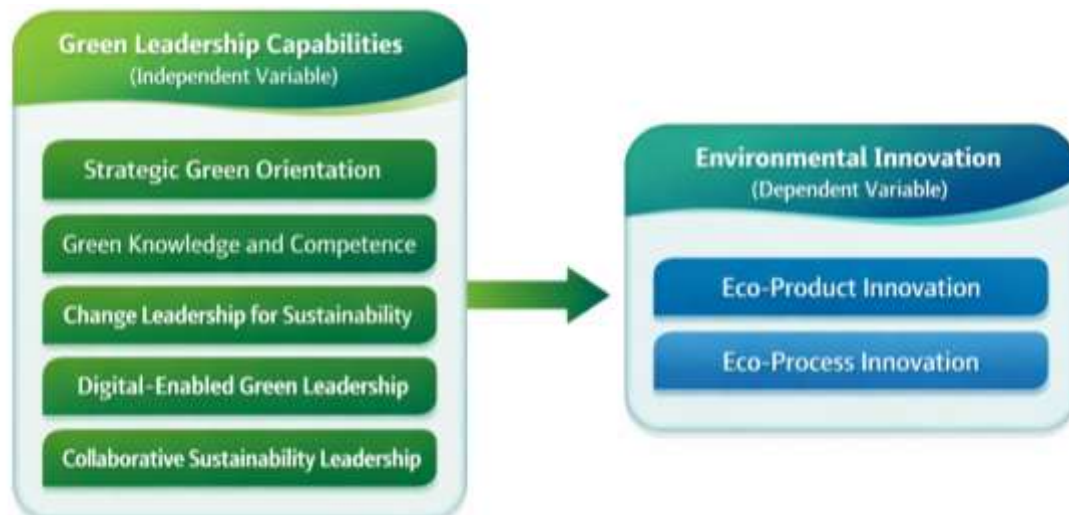 Green Leadership Capabilities
(Independent Variable)
Strategic Green Orientation
Green Knowledge and Competence
Change Leadership for Sustainability
Digital-Enabled Green Leadership
Collaborative Sustainability Leadership
Environmental Innovation
(Dependent Variable)
Eco-Product Innovation
Eco-Process Innovation